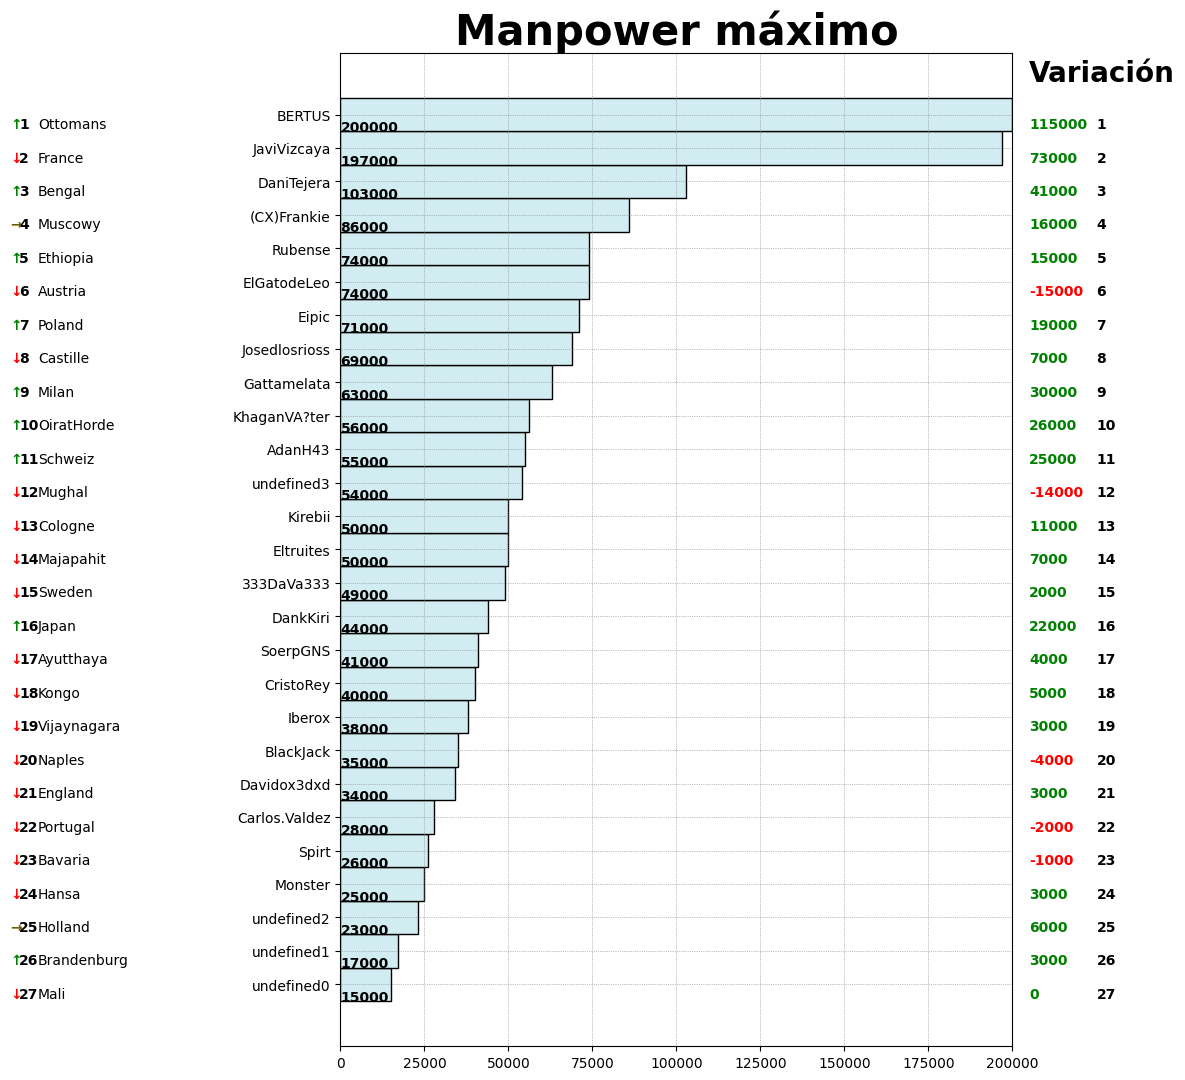 Manpower máximo
Variación
↑1 Ottomans BERTUS 200000 115000 1
↓2 France JaviVizcaya 197000 73000 2
↑3 Bengal DaniTejera 103000 41000 3
→4 Muscowy (CX)Frankie 86000 16000 4
↑5 Ethiopia Rubense 74000 15000 5
↓6 Austria ElGatodeLeo 74000 -15000 6
↑7 Poland Eipic 71000 19000 7
↓8 Castille Josedlosrioss 69000 7000 8
↑9 Milan Gattamelata 63000 30000 9
↑10 OiratHorde KhaganVA?ter 56000 26000 10
↑11 Schweiz AdanH43 55000 25000 11
↓12 Mughal undefined3 54000 -14000 12
↓13 Cologne Kirebii 50000 11000 13
↓14 Majapahit Eltruites 50000 7000 14
↓15 Sweden 333DaVa333 49000 2000 15
↑16 Japan DankKiri 44000 22000 16
↓17 Ayutthaya SoerpGNS 41000 4000 17
↓18 Kongo CristoRey 40000 5000 18
↓19 Vijaynagara Iberox 38000 3000 19
↓20 Naples BlackJack 35000 -4000 20
↓21 England Davidox3dxd 34000 3000 21
↓22 Portugal Carlos.Valdez 28000 -2000 22
↓23 Bavaria Spirt 26000 -1000 23
↓24 Hansa Monster 25000 3000 24
→25 Holland undefined2 23000 6000 25
↑26 Brandenburg undefined1 17000 3000 26
↓27 Mali undefined0 15000 0 27
0 25000 50000 75000 100000 125000 150000 175000 200000